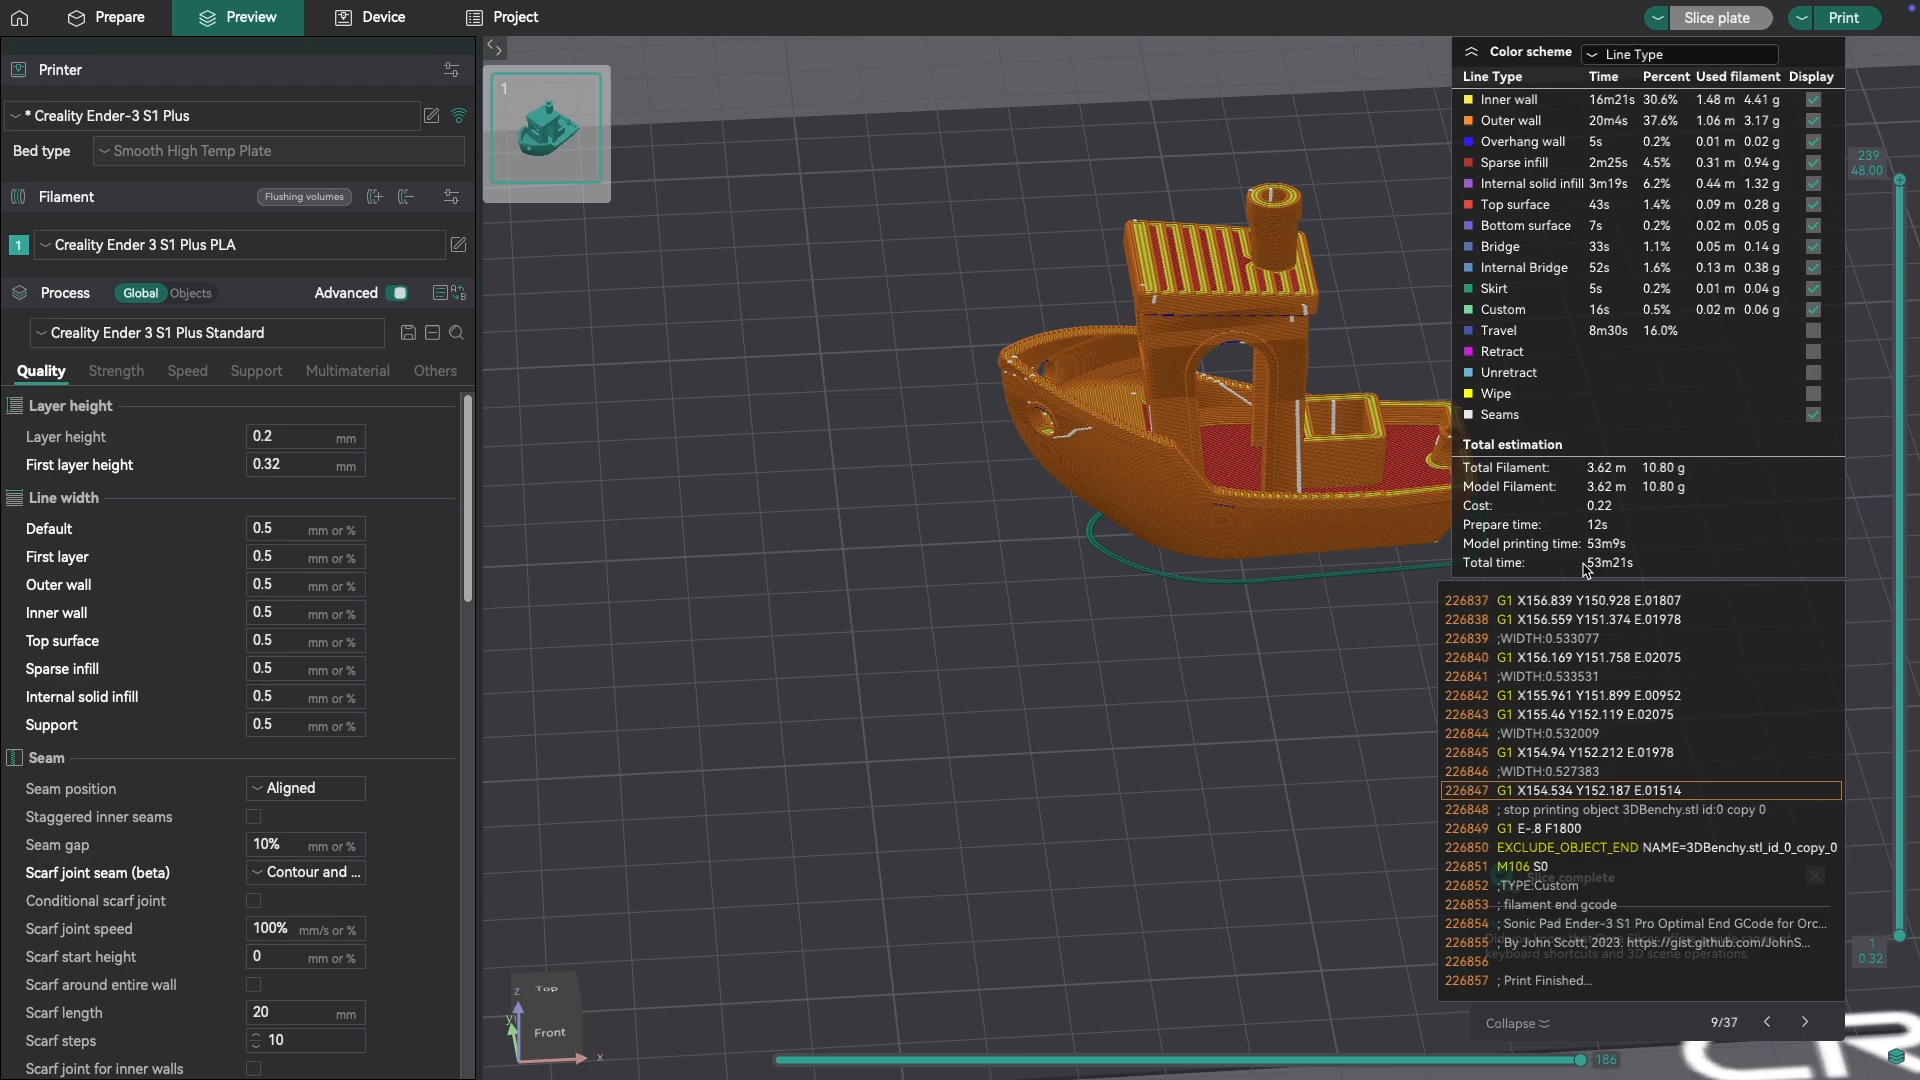 Prepare
Preview
Device
Project
Slice plate
Print
Printer
* Creality Ender-3 S1 Plus
Bed type
Smooth High Temp Plate
Filament
Flushing volumes
1
Creality Ender 3 S1 Plus PLA
Process
Global
Objects
Advanced
Creality Ender 3 S1 Plus Standard
Quality
Strength
Speed
Support
Multimaterial
Others
Layer height
Layer height 0.2 mm
First layer height 0.32 mm
Line width
Default 0.5 mm or %
First layer 0.5 mm or %
Outer wall 0.5 mm or %
Inner wall 0.5 mm or %
Top surface 0.5 mm or %
Sparse infill 0.5 mm or %
Internal solid infill 0.5 mm or %
Support 0.5 mm or %
Seam
Seam position Aligned
Staggered inner seams
Seam gap 10% mm or %
Scarf joint seam (beta) Contour and ...
Conditional scarf joint
Scarf joint speed 100% mm/s or %
Scarf start height 0 mm or %
Scarf around entire wall
Scarf length 20 mm
Scarf steps 10
Scarf joint for inner walls
1
Top
Front
z
y
x
186
Color scheme Line Type
Line Type Time Percent Used filament Display
Inner wall 16m21s 30.6% 1.48 m 4.41 g
Outer wall 20m4s 37.6% 1.06 m 3.17 g
Overhang wall 5s 0.2% 0.01 m 0.02 g
Sparse infill 2m25s 4.5% 0.31 m 0.94 g
Internal solid infill 3m19s 6.2% 0.44 m 1.32 g
Top surface 43s 1.4% 0.09 m 0.28 g
Bottom surface 7s 0.2% 0.02 m 0.05 g
Bridge 33s 1.1% 0.05 m 0.14 g
Internal Bridge 52s 1.6% 0.13 m 0.38 g
Skirt 5s 0.2% 0.01 m 0.04 g
Custom 16s 0.5% 0.02 m 0.06 g
Travel 8m30s 16.0%
Retract
Unretract
Wipe
Seams
Total estimation
Total Filament: 3.62 m 10.80 g
Model Filament: 3.62 m 10.80 g
Cost: 0.22
Prepare time: 12s
Model printing time: 53m9s
Total time: 53m21s
239
48.00
1
0.32
226837 G1 X156.839 Y150.928 E.01807
226838 G1 X156.559 Y151.374 E.01978
226839 ;WIDTH:0.533077
226840 G1 X156.169 Y151.758 E.02075
226841 ;WIDTH:0.533531
226842 G1 X155.961 Y151.899 E.00952
226843 G1 X155.46 Y152.119 E.02075
226844 ;WIDTH:0.532009
226845 G1 X154.94 Y152.212 E.01978
226846 ;WIDTH:0.527383
226847 G1 X154.534 Y152.187 E.01514
226848 ; stop printing object 3DBenchy.stl id:0 copy 0
226849 G1 E-.8 F1800
226850 EXCLUDE_OBJECT_END NAME=3DBenchy.stl_id_0_copy_0
226851 M106 S0
Slice complete
226852 ;TYPE:Custom
226853 ; filament end gcode
226854 ; Sonic Pad Ender-3 S1 Pro Optimal End GCode for Orc...
226855 ; By John Scott, 2023: https://gist.github.com/JohnS...
keyboard shortcuts and 3D scene operations.
226856
226857 ; Print Finished...
Collapse
9/37